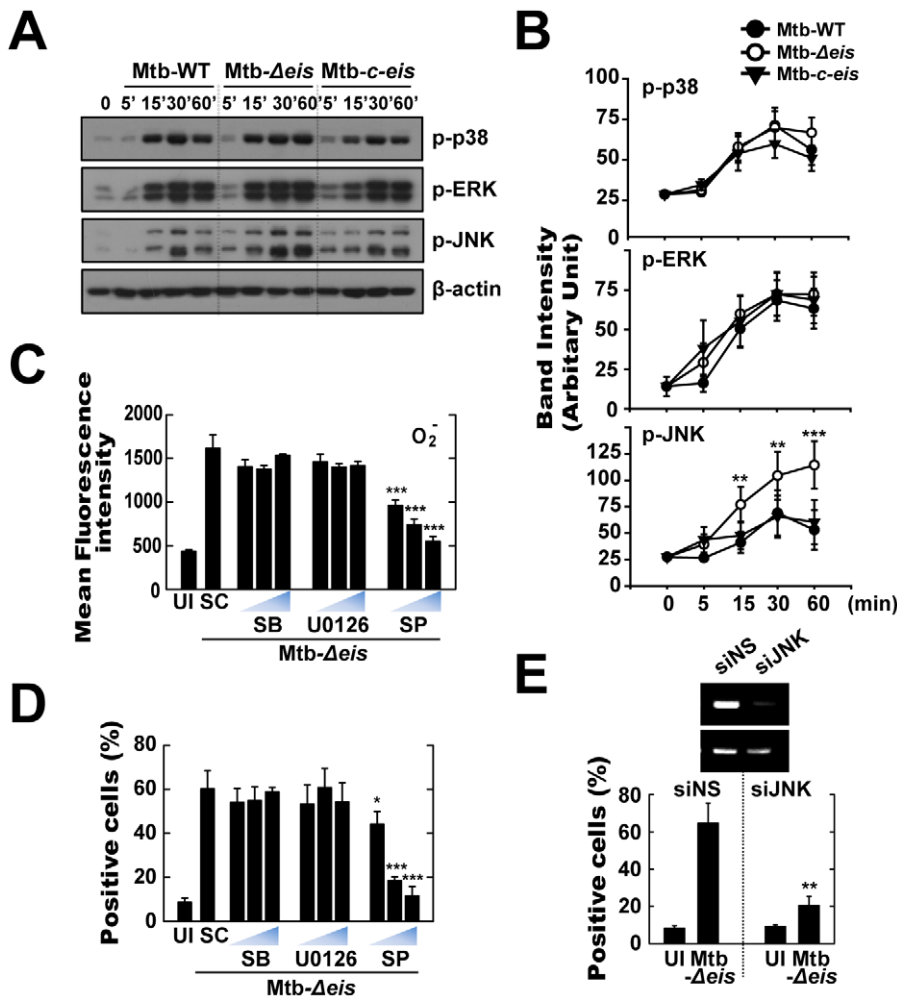 A
Mtb-WT Mtb-Δeis Mtb-c-eis
0 5' 15' 30' 60' 5' 15' 30' 60' 5' 15' 30' 60'
p-p38
p-ERK
p-JNK
β-actin
B
Mtb-WT
Mtb-Δeis
Mtb-c-eis
Band Intensity
(Arbitary Unit)
p-p38
100
75
50
25
0
p-ERK
75
50
25
0
p-JNK
125
100
75
50
25
0
** ** ***
0 5 15 30 60 (min)
C
Mean Fluorescence
intensity
2000
1500
1000
500
0
O2-
*** *** ***
UI SC
SB U0126 SP
Mtb-Δeis
D
Positive cells (%)
80
60
40
20
0
* *** ***
UI SC
SB U0126 SP
Mtb-Δeis
E
siNS siJNK
Positive cells (%)
80
60
40
20
0
siNS siJNK
**
UI Mtb UI Mtb
-Δeis -Δeis